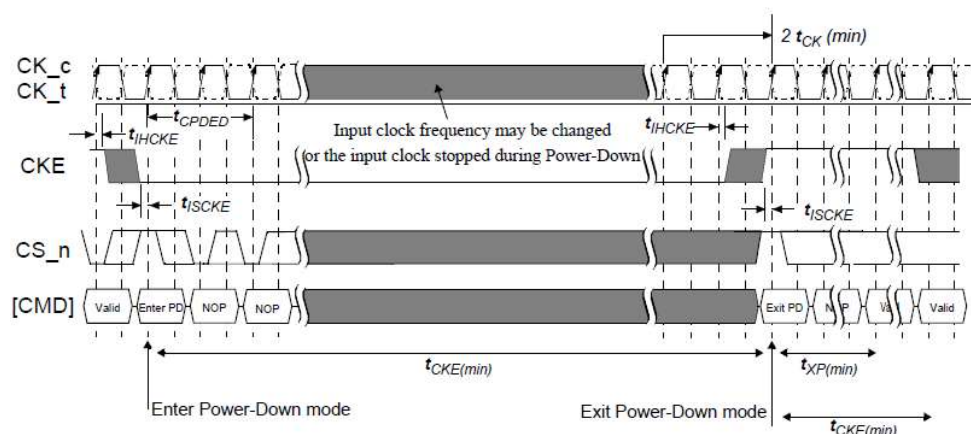 2 tCK (min)
CK_c
CK_t
tCPDED
tIHCKE
Input clock frequency may be changed
or the input clock stopped during Power-Down
tIHCKE
CKE
tISCKE
tISCKE
CS_n
[CMD]
Valid
Enter PD
NOP
NOP
Exit PD
Valid
tCKE(min)
tXP(min)
Enter Power-Down mode
Exit Power-Down mode
tCKE(min)